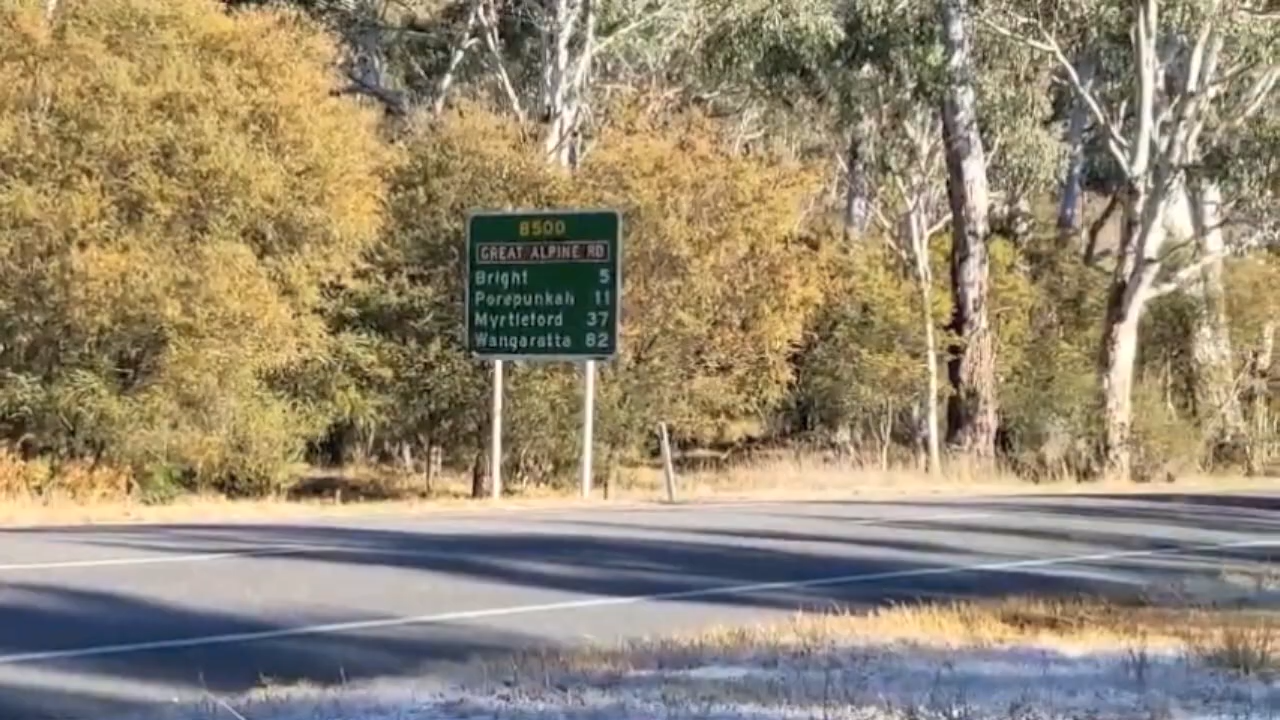 B500
GREAT ALPINE RD
Bright 5
Porepunkah 11
Myrtleford 37
Wangaratta 82